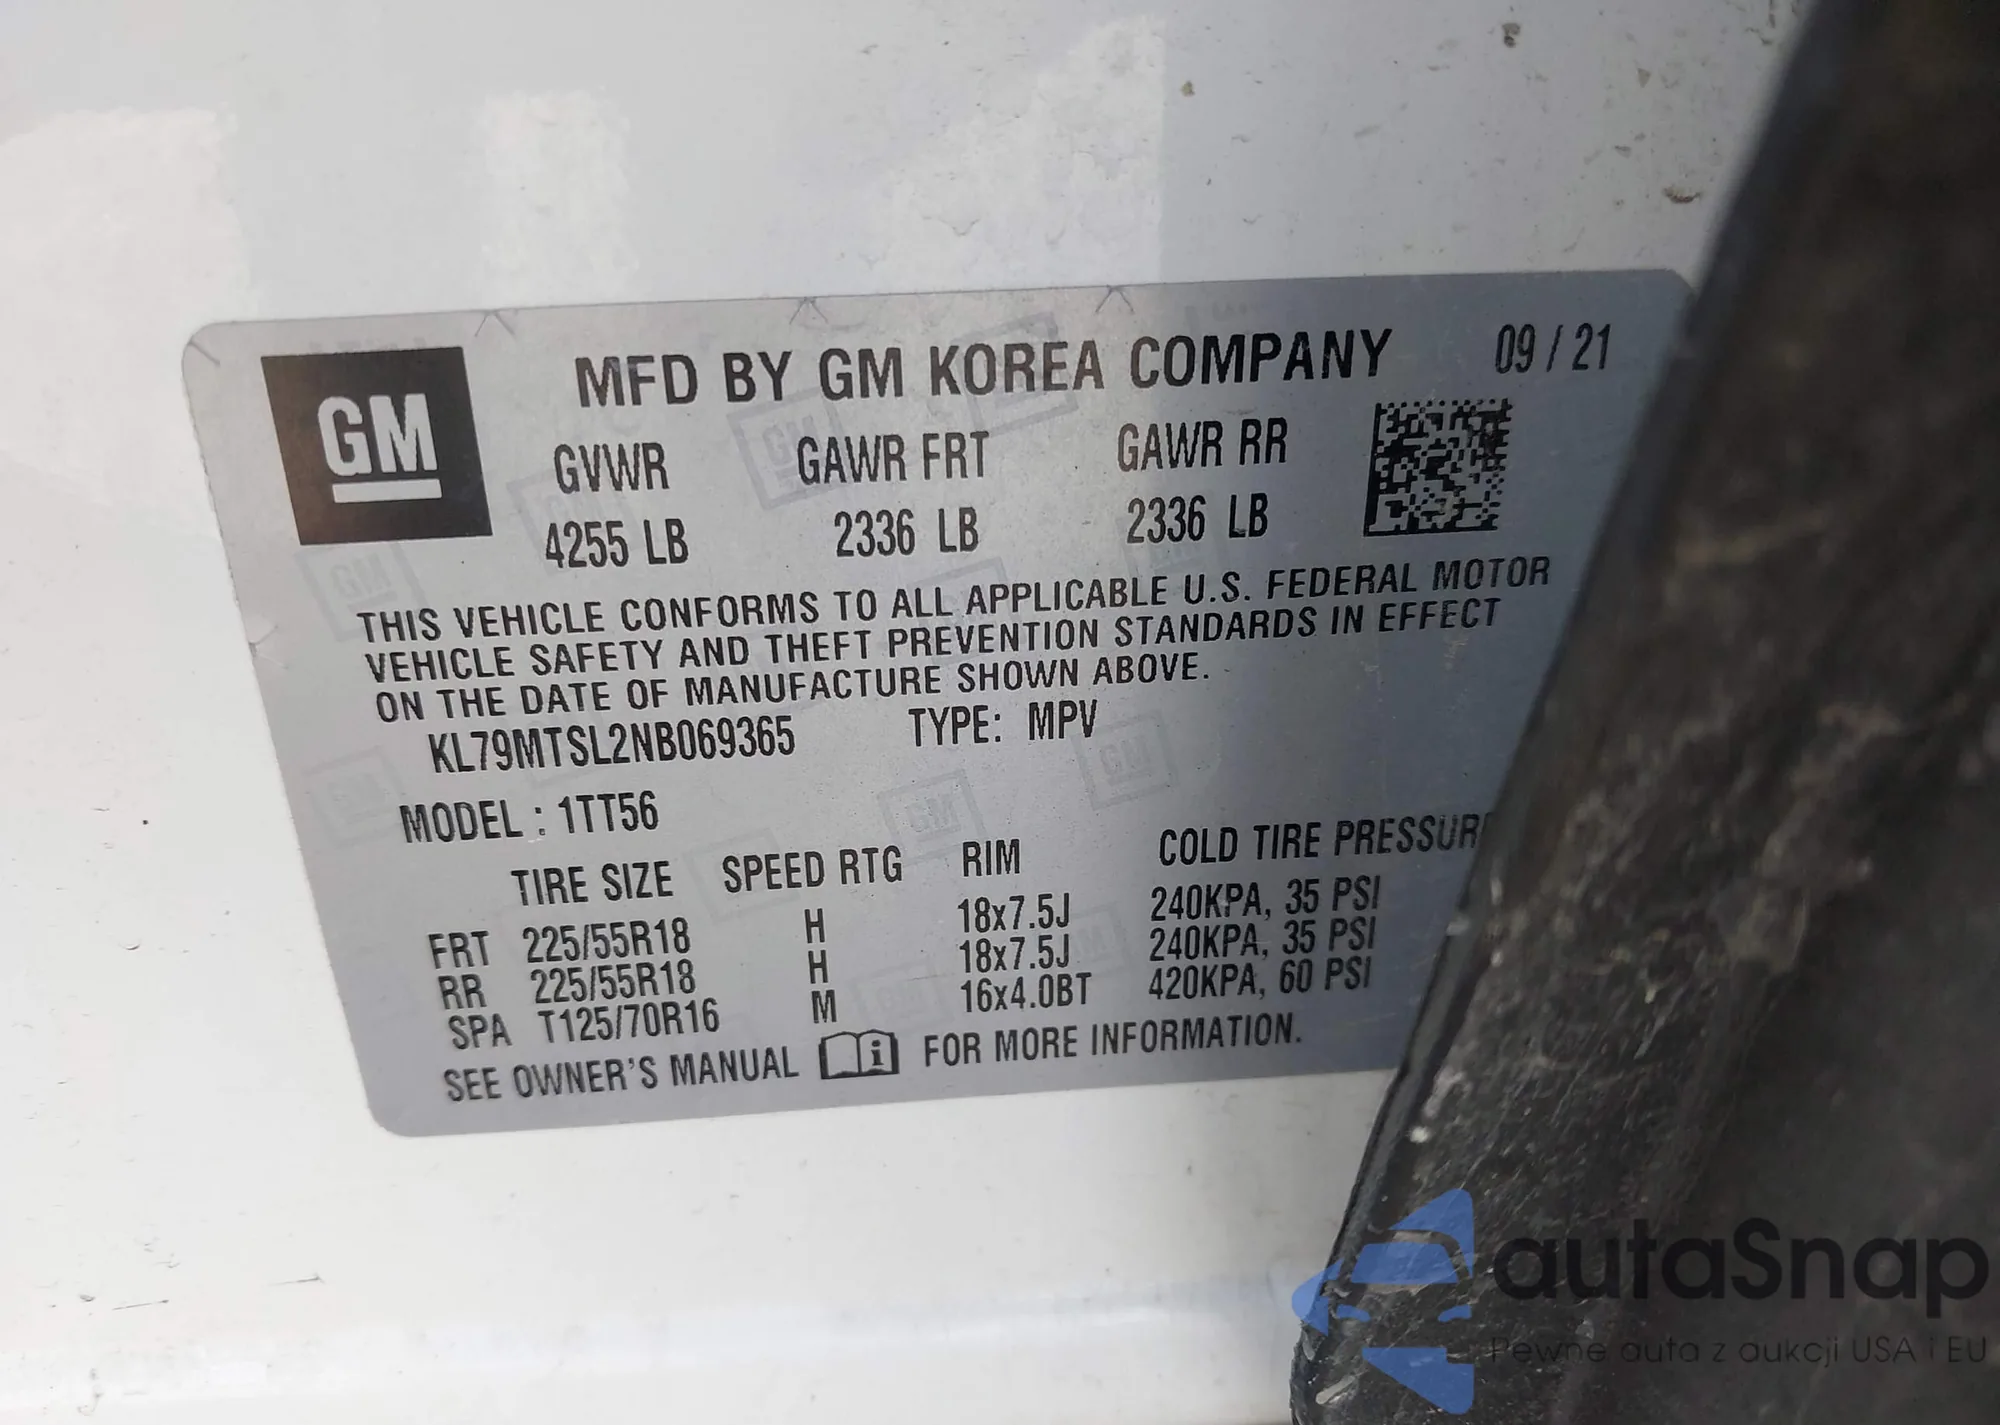 MFD BY GM KOREA COMPANY 09 / 21
GM
GVWR GAWR FRT GAWR RR
4255 LB 2336 LB 2336 LB
THIS VEHICLE CONFORMS TO ALL APPLICABLE U.S. FEDERAL MOTOR
VEHICLE SAFETY AND THEFT PREVENTION STANDARDS IN EFFECT
ON THE DATE OF MANUFACTURE SHOWN ABOVE.
KL79MTSL2NB069365 TYPE: MPV
MODEL : 1TT56
TIRE SIZE SPEED RTG RIM COLD TIRE PRESSUR
FRT 225/55R18 H 18x7.5J 240KPA, 35 PSI
RR 225/55R18 H 18x7.5J 240KPA, 35 PSI
SPA T125/70R16 M 16x4.0BT 420KPA, 60 PSI
SEE OWNER'S MANUAL i FOR MORE INFORMATION.
autaSnap
Pewne auta z aukcji USA i EU